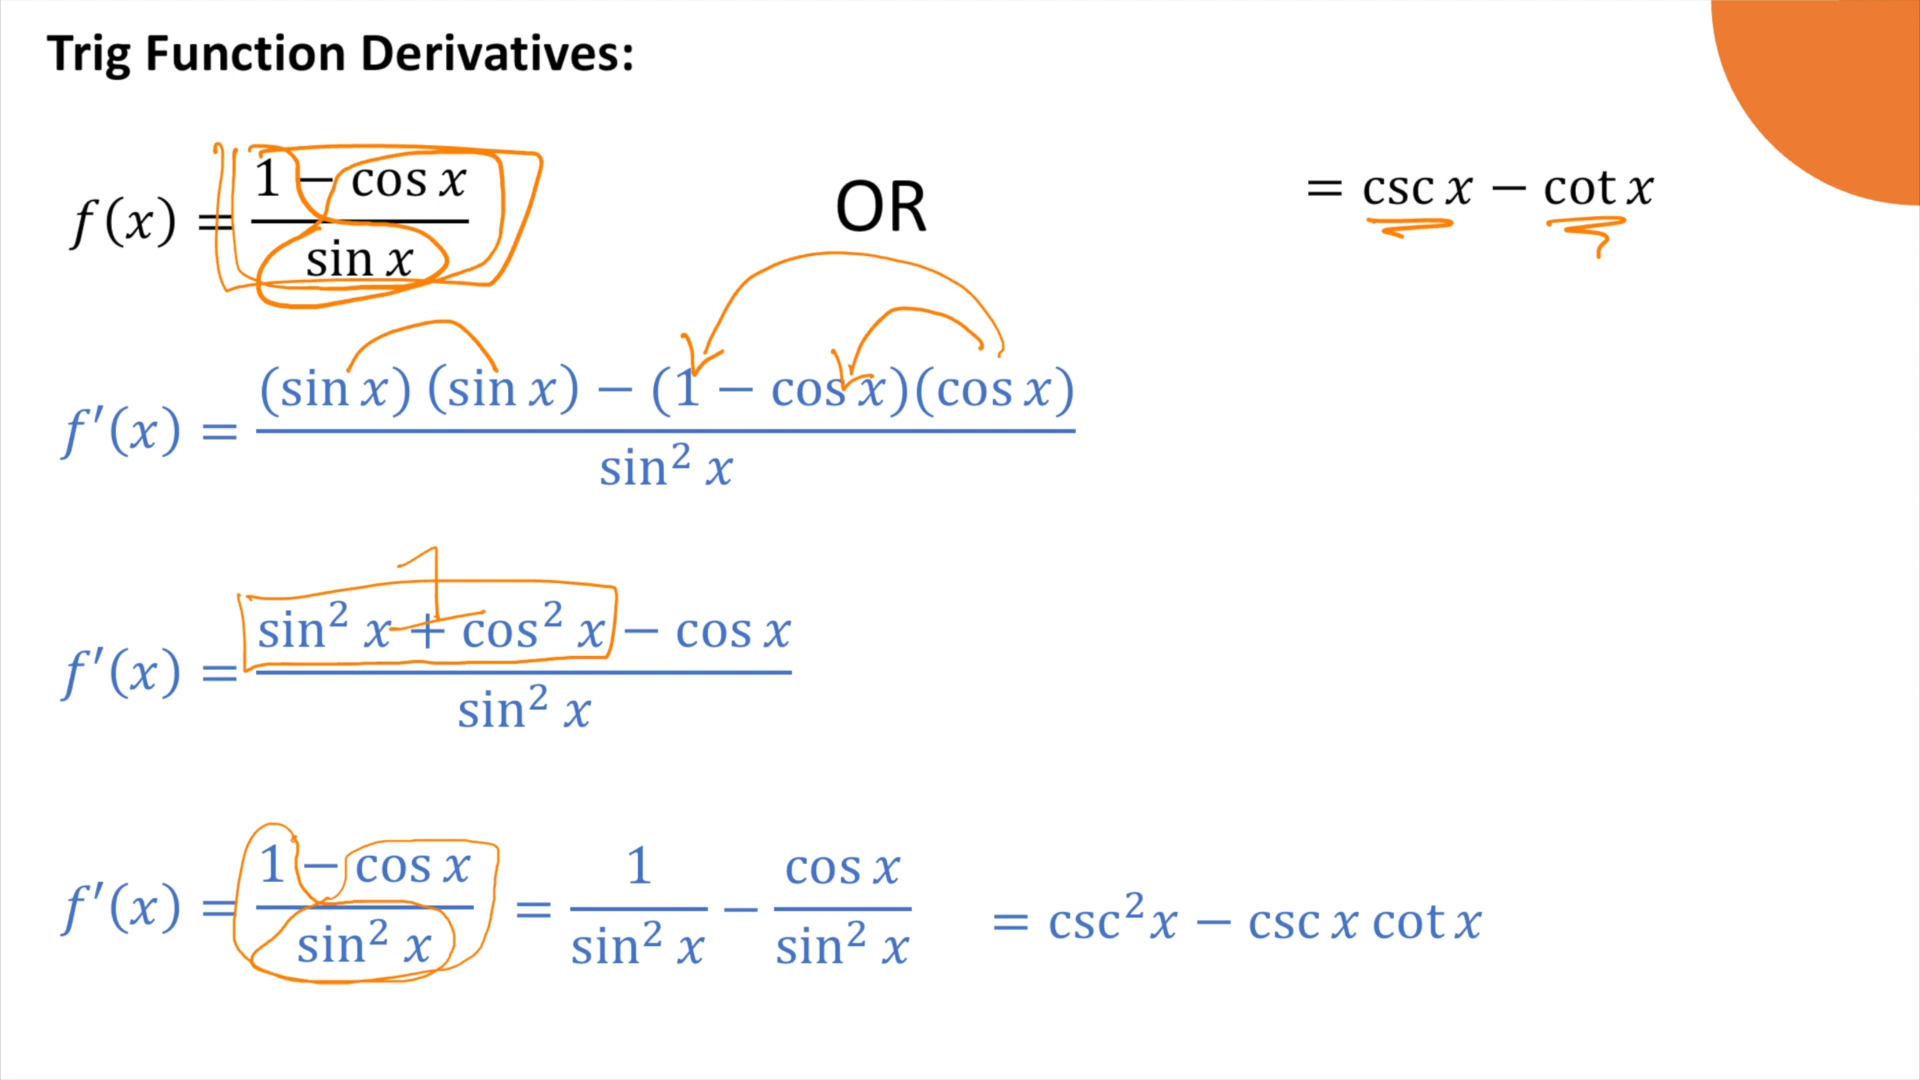 Trig Function Derivatives:
f(x) = (1 − cos x)/(sin x) OR = csc x − cot x
f′(x) = ((sin x) (sin x) − (1 − cos x)(cos x))/(sin² x)
1
f′(x) = (sin² x + cos² x − cos x)/(sin² x)
f′(x) = (1 − cos x)/(sin² x) = 1/(sin² x) − (cos x)/(sin² x) = csc²x − csc x cot x